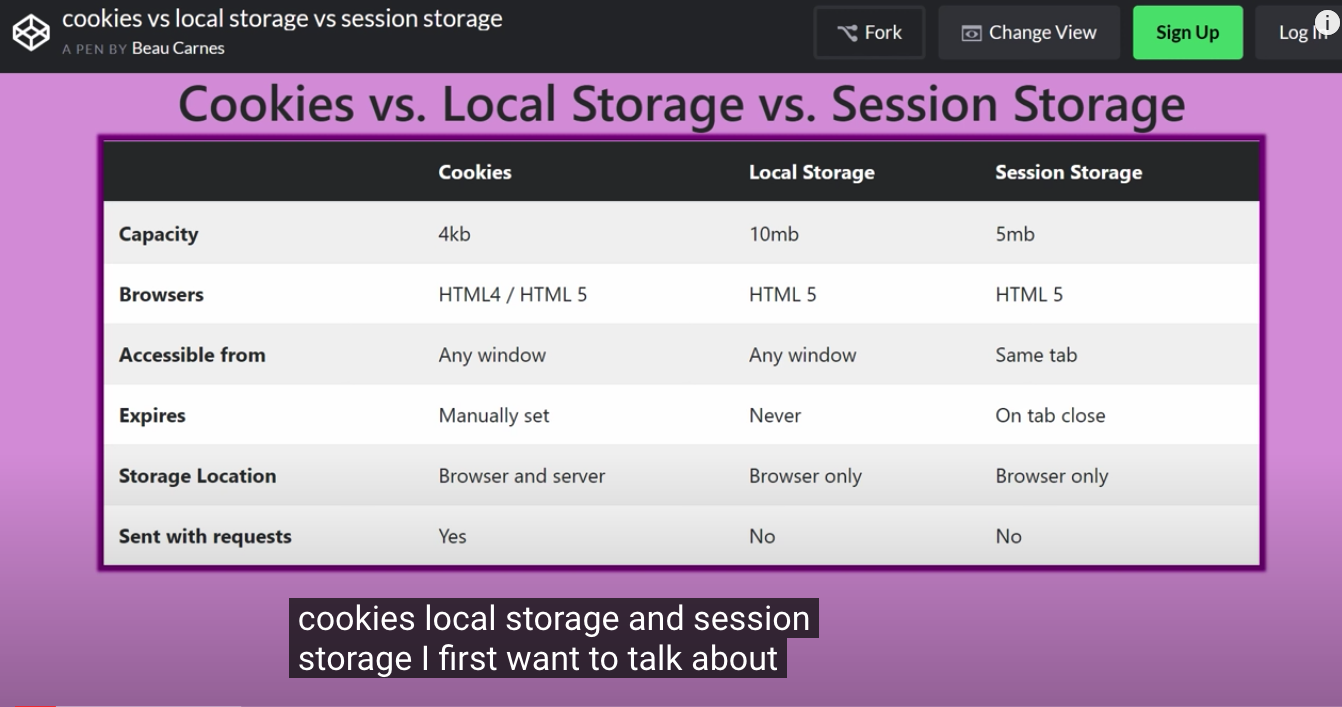 cookies vs local storage vs session storage
A PEN BY Beau Carnes
Fork
Change View
Sign Up
Log
i
Cookies vs. Local Storage vs. Session Storage
Cookies Local Storage Session Storage
Capacity 4kb 10mb 5mb
Browsers HTML4 / HTML 5 HTML 5 HTML 5
Accessible from Any window Any window Same tab
Expires Manually set Never On tab close
Storage Location Browser and server Browser only Browser only
Sent with requests Yes No No
cookies local storage and session
storage I first want to talk about